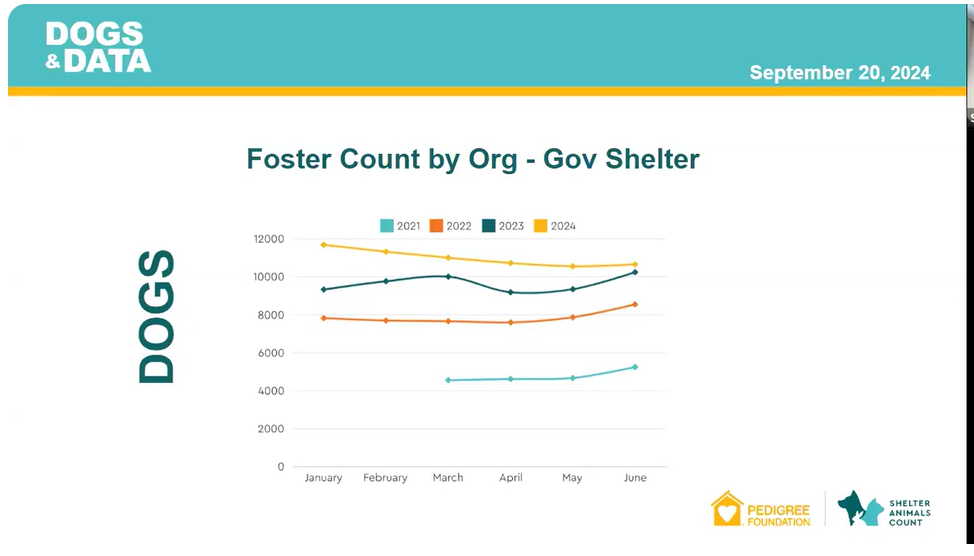 DOGS
& DATA
September 20, 2024
Foster Count by Org - Gov Shelter
DOGS
2021 2022 2023 2024
12000
10000
8000
6000
4000
2000
0
January February March April May June
PEDIGREE
FOUNDATION
SHELTER
ANIMALS
COUNT